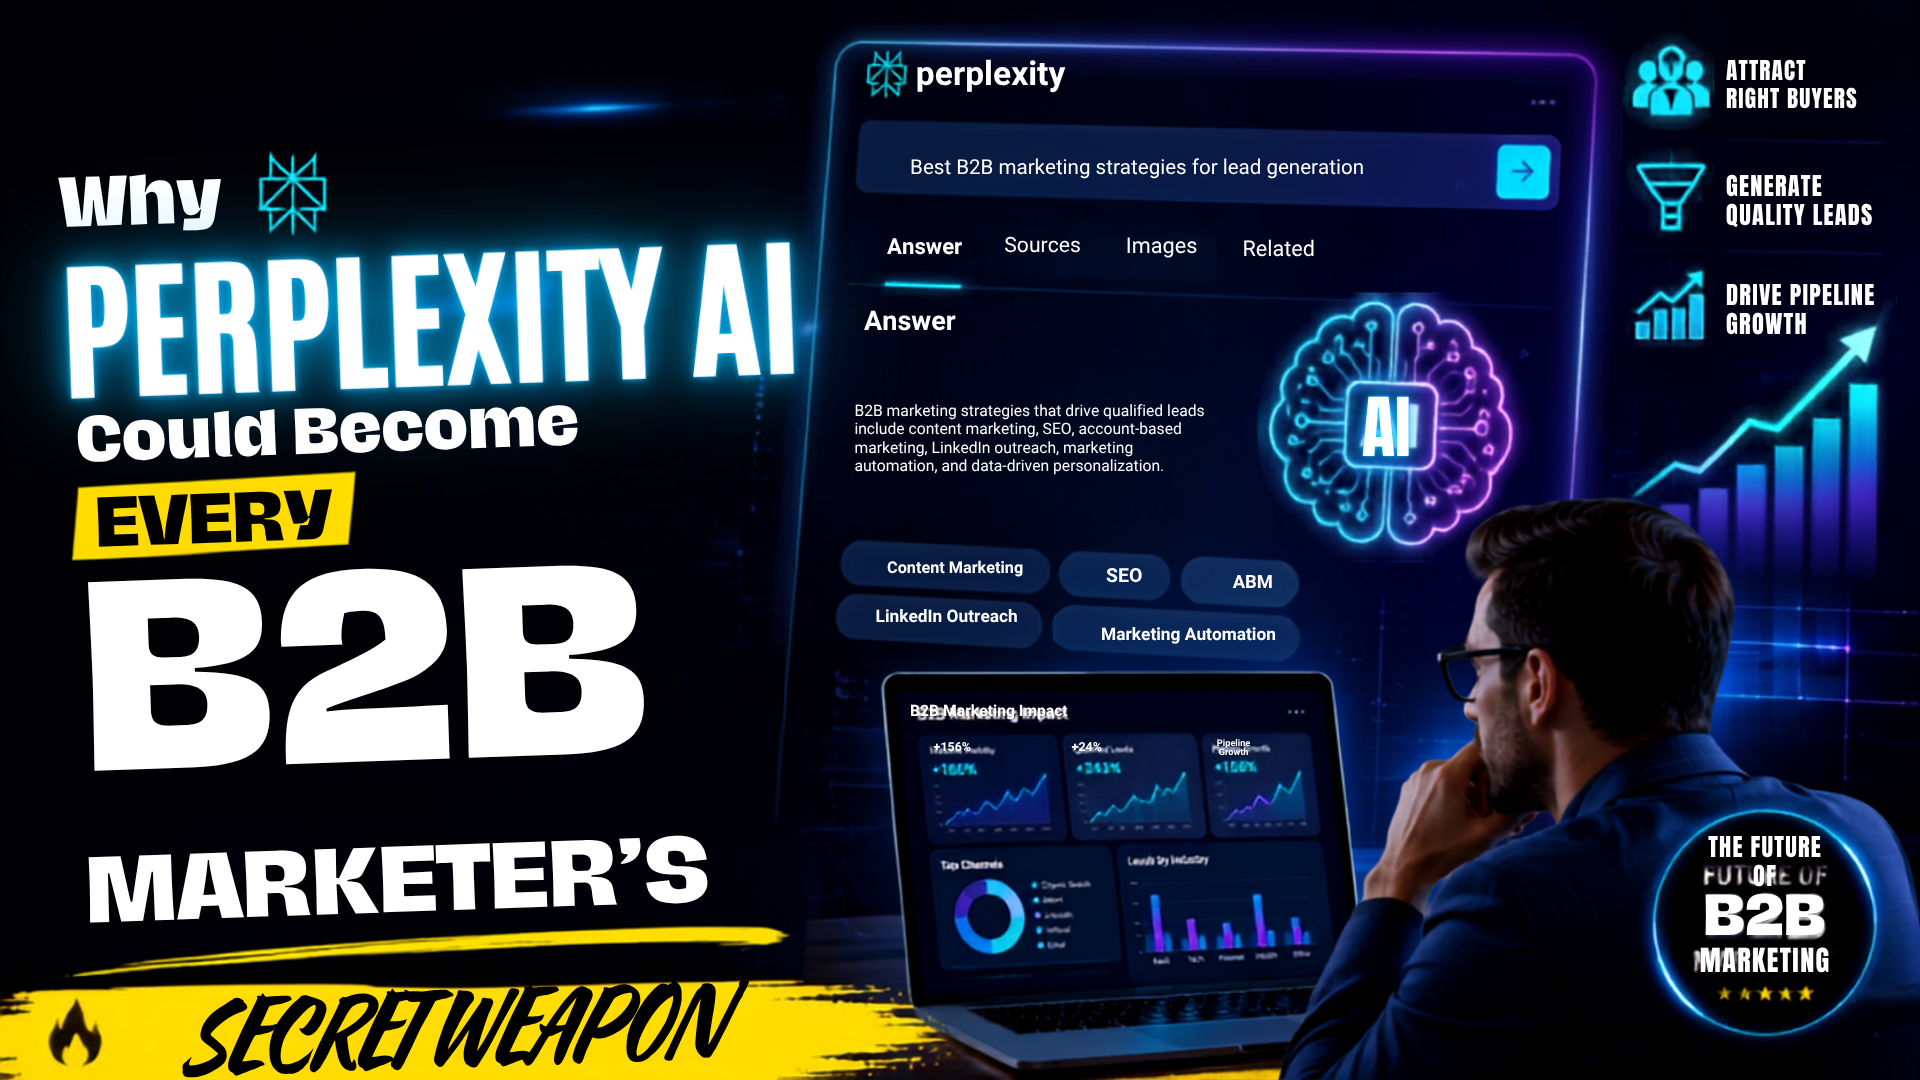 Why
PERPLEXITY AI
Could Become
EVERY
B2B
MARKETER'S
SECRET WEAPON
perplexity
Best B2B marketing strategies for lead generation
Answer
Sources
Images
Related
Answer
B2B marketing strategies that drive qualified leads
include content marketing, SEO, account-based
marketing, LinkedIn outreach, marketing
automation, and data-driven personalization.
AI
Content Marketing
SEO
ABM
LinkedIn Outreach
Marketing Automation
B2B Marketing Impact
+156%
+24%
Pipeline
Growth
Leads by Industry
ATTRACT
RIGHT BUYERS
GENERATE
QUALITY LEADS
DRIVE PIPELINE
GROWTH
THE FUTURE
OF
B2B
MARKETING